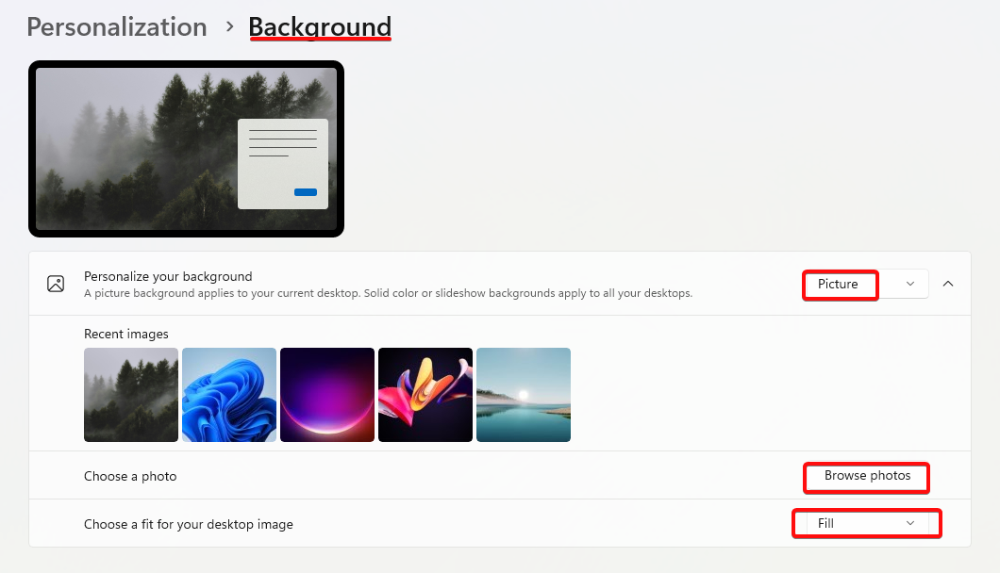 Personalization > Background
Personalize your background
A picture background applies to your current desktop. Solid color or slideshow backgrounds apply to all your desktops.
Picture
Recent images
Choose a photo
Browse photos
Choose a fit for your desktop image
Fill